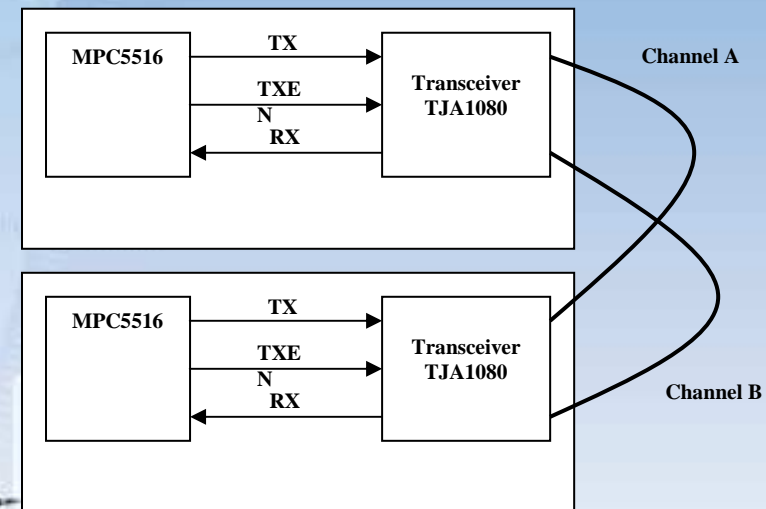 TX
MPC5516
Channel A
Transceiver
TJA1080
TXE
N
RX
TX
MPC5516
Transceiver
TJA1080
TXE
N
Channel B
RX